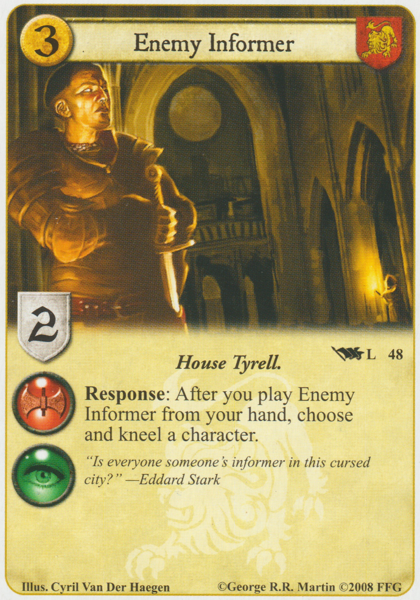 3
Enemy Informer
2
House Tyrell.
L 48
Response: After you play Enemy
Informer from your hand, choose
and kneel a character.
“Is everyone someone’s informer in this cursed
city?” —Eddard Stark
Illus. Cyril Van Der Haegen
©George R.R. Martin ©2008 FFG